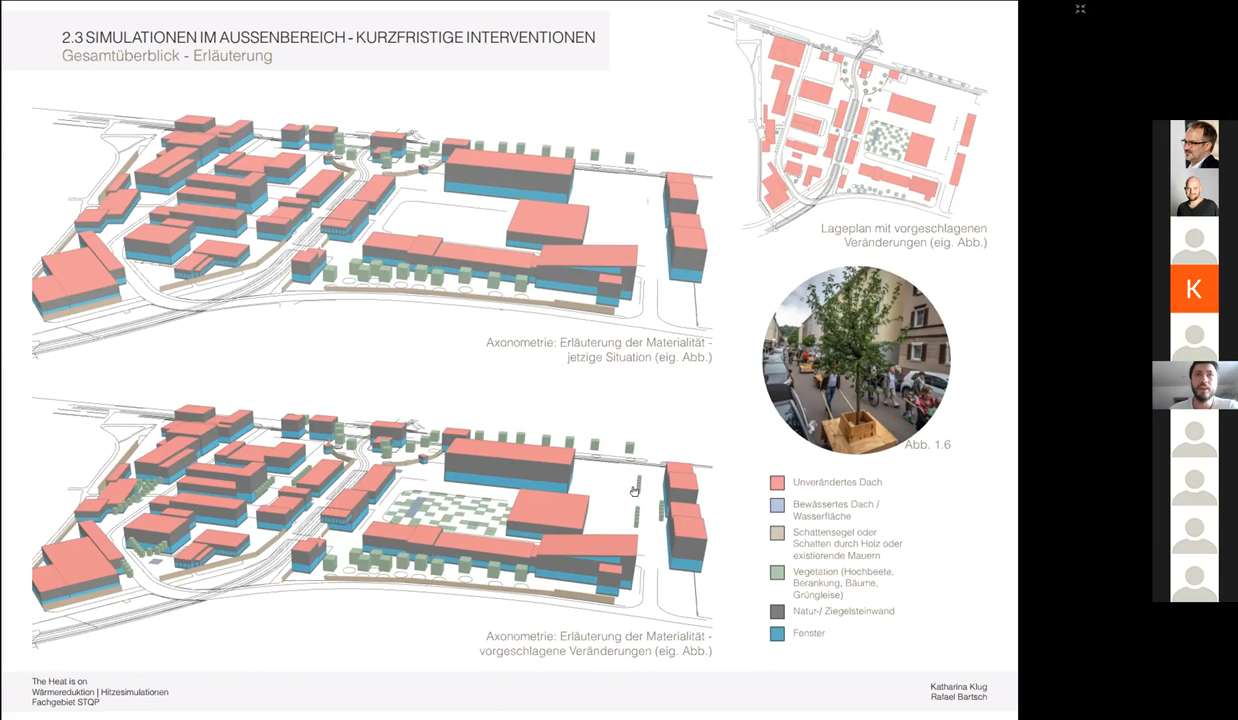 2.3 SIMULATIONEN IM AUSSENBEREICH - KURZFRISTIGE INTERVENTIONEN
Gesamtüberblick - Erläuterung
Lageplan mit vorgeschlagenen
Veränderungen (eig. Abb.)
Axonometrie: Erläuterung der Materialität -
jetzige Situation (eig. Abb.)
Abb. 1.6
Unverändertes Dach
Bewässertes Dach /
Wasserfläche
Schattensegel oder
Schatten durch Holz oder
existierende Mauern
Vegetation (Hochbeete,
Berankung, Bäume,
Grüngleise)
Natur-/ Ziegelsteinwand
Fenster
Axonometrie: Erläuterung der Materialität -
vorgeschlagene Veränderungen (eig. Abb.)
The Heat is on
Wärmereduktion | Hitzesimulationen
Fachgebiet STQP
Katharina Klug
Rafael Bartsch
K